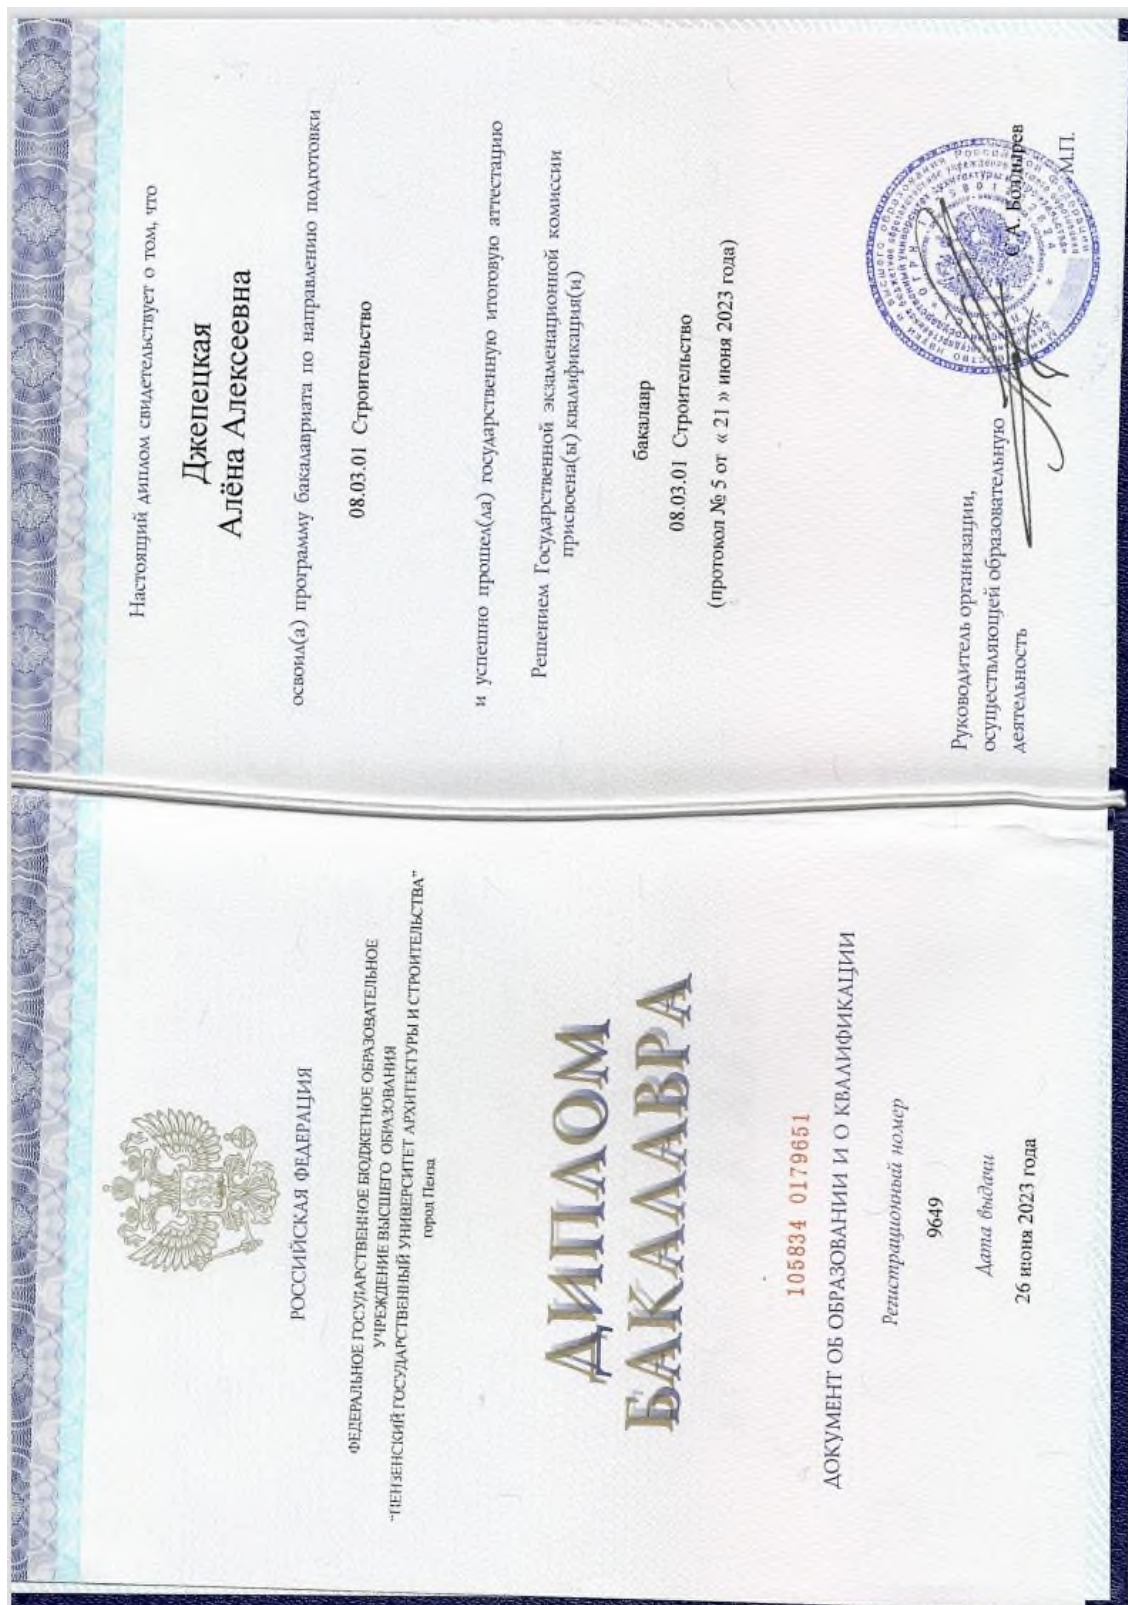 РОССИЙСКАЯ ФЕДЕРАЦИЯ
ФЕДЕРАЛЬНОЕ ГОСУДАРСТВЕННОЕ БЮДЖЕТНОЕ ОБРАЗОВАТЕЛЬНОЕ
УЧРЕЖДЕНИЕ ВЫСШЕГО ОБРАЗОВАНИЯ
"ПЕНЗЕНСКИЙ ГОСУДАРСТВЕННЫЙ УНИВЕРСИТЕТ АРХИТЕКТУРЫ И СТРОИТЕЛЬСТВА"
город Пенза
ДИПЛОМ
БАКАЛАВРА
105834 0179651
ДОКУМЕНТ ОБ ОБРАЗОВАНИИ И О КВАЛИФИКАЦИИ
Регистрационный номер
9649
Дата выдачи
26 июня 2023 года
Настоящий диплом свидетельствует о том, что
Джепецкая
Алёна Алексеевна
освоил(а) программу бакалавриата по направлению подготовки
08.03.01 Строительство
и успешно прошел(ла) государственную итоговую аттестацию
Решением Государственной экзаменационной комиссии
присвоена(ы) квалификация(и)
бакалавр
08.03.01 Строительство
(протокол № 5 от « 21 » июня 2023 года)
Руководитель организации,
осуществляющей образовательную
деятельность
С.А. Болдырев
М.П.